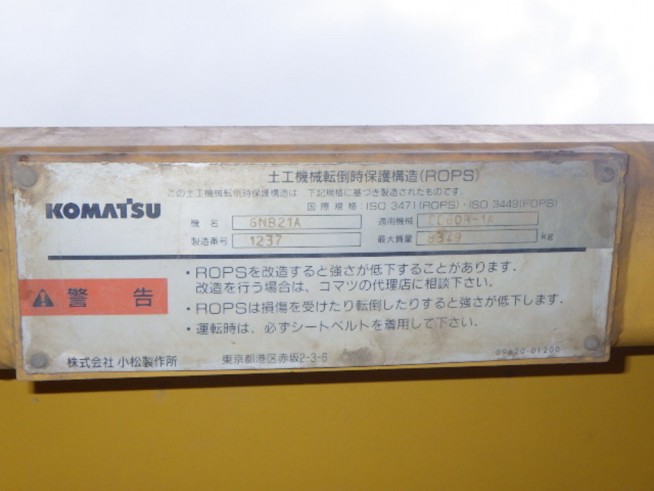 土工機械転倒時保護構造(ROPS)
この土工機械転倒時保護構造は 下記規格に基づき製造されたものです.
国際規格:ISO 3471(ROPS)・ISO 3449(FOPS)
KOMATSU
機名 GNB21A 適用機械
製造番号 1237 最大質量 kg
・ROPSを改造すると強さが低下することがあります.
改造を行う場合は、コマツの代理店に相談下さい.
警告
・ROPSは損傷を受けたり転倒したりすると強さが低下します.
・運転時は、必ずシートベルトを着用して下さい.
株式会社 小松製作所 東京都港区赤坂2-3-6 09620-01200